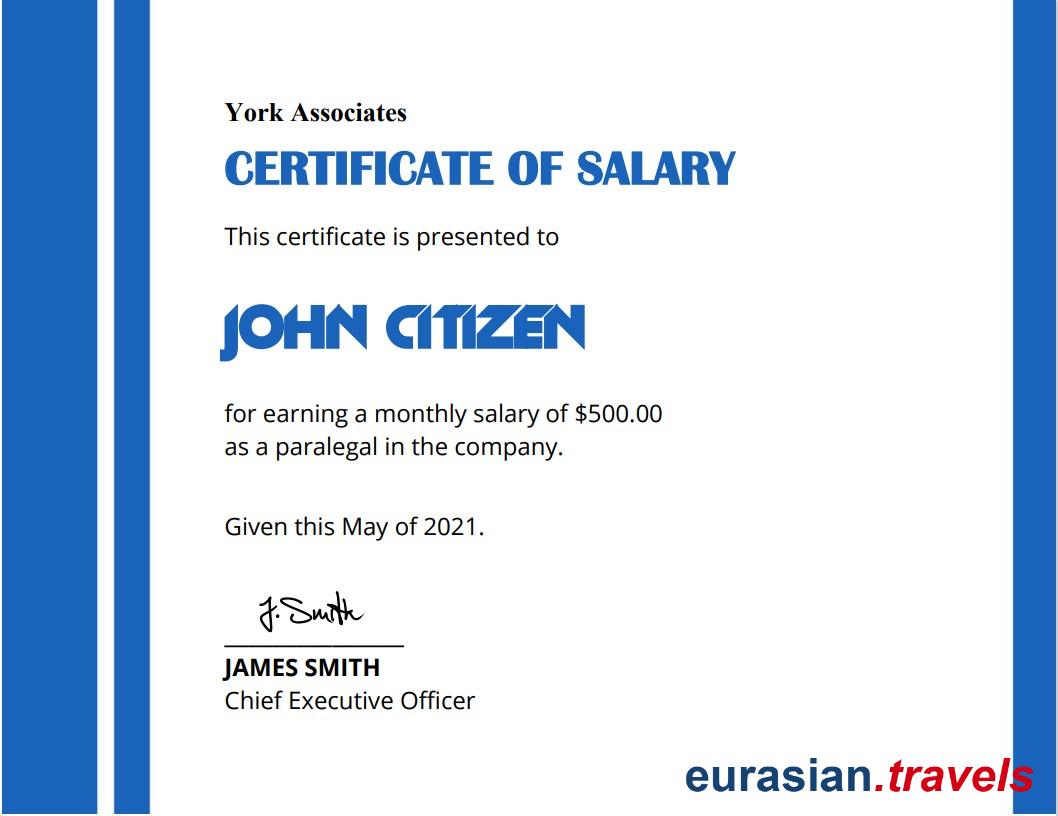 York Associates
CERTIFICATE OF SALARY
This certificate is presented to
JOHN CITIZEN
for earning a monthly salary of $500.00
as a paralegal in the company.
Given this May of 2021.
J. Smith
JAMES SMITH
Chief Executive Officer
eurasian.travels